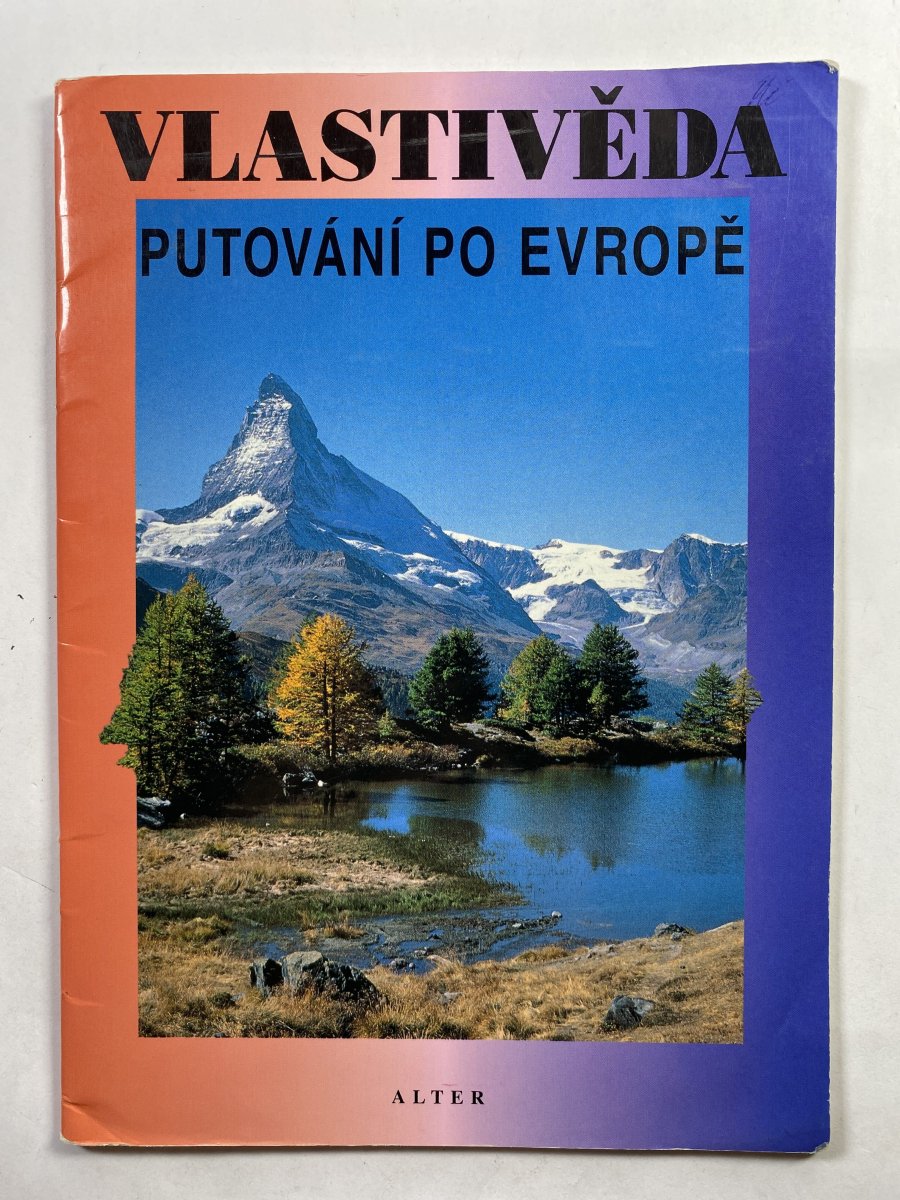 VLASTIVĚDA
PUTOVÁNÍ PO EVROPĚ
ALTER